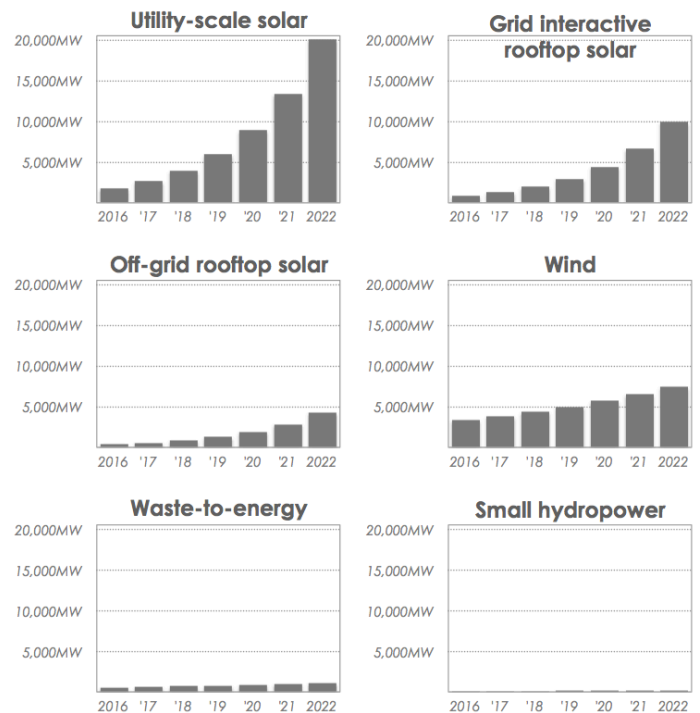 Utility-scale solar
20,000MW
15,000MW
10,000MW
5,000MW
2016 '17 '18 '19 '20 '21 2022
Grid interactive
rooftop solar
20,000MW
15,000MW
10,000MW
5,000MW
2016 '17 '18 '19 '20 '21 2022
Off-grid rooftop solar
20,000MW
15,000MW
10,000MW
5,000MW
2016 '17 '18 '19 '20 '21 2022
Wind
20,000MW
15,000MW
10,000MW
5,000MW
2016 '17 '18 '19 '20 '21 2022
Waste-to-energy
20,000MW
15,000MW
10,000MW
5,000MW
2016 '17 '18 '19 '20 '21 2022
Small hydropower
20,000MW
15,000MW
10,000MW
5,000MW
2016 '17 '18 '19 '20 '21 2022